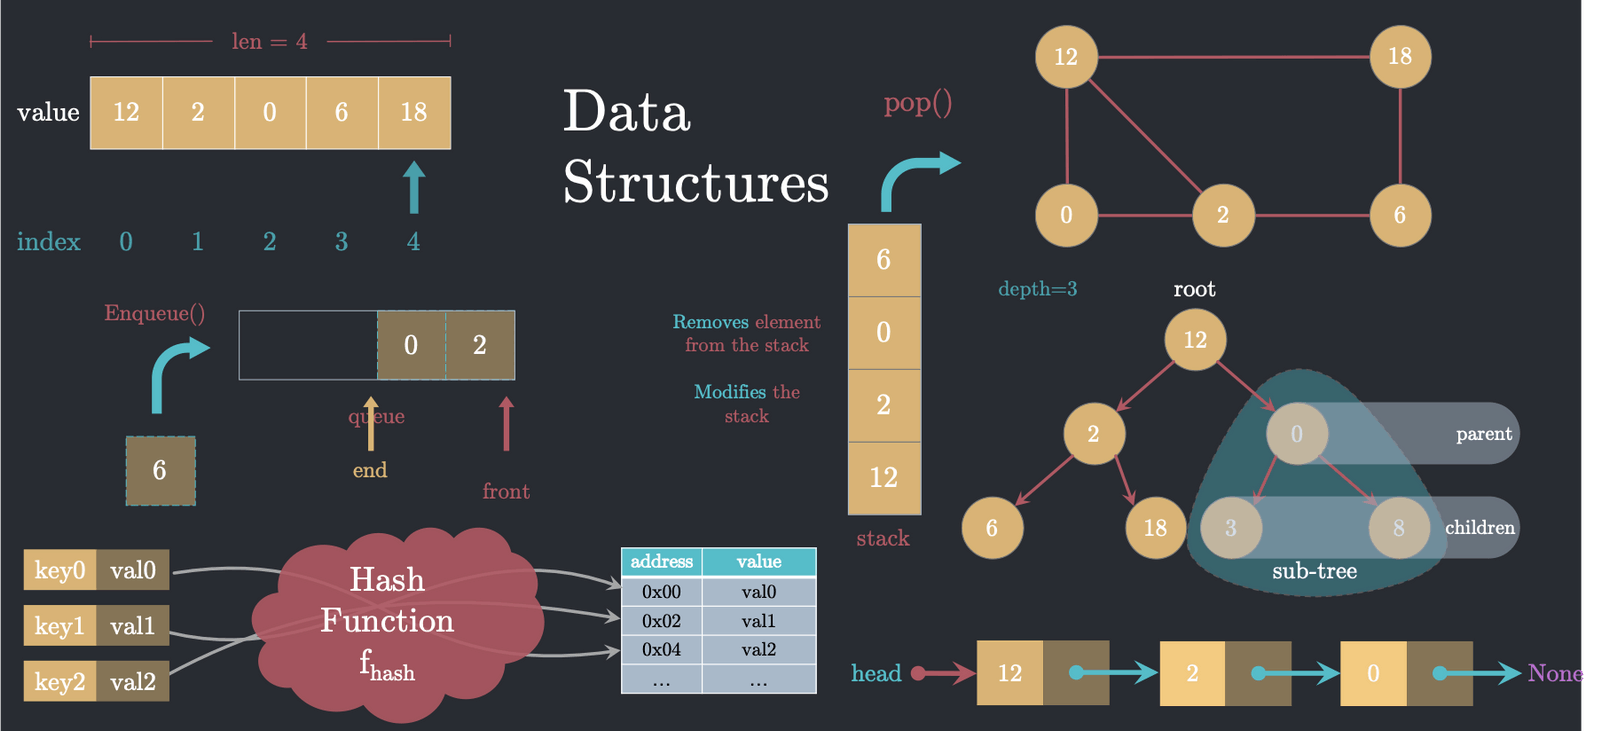 len = 4
value 12 2 0 6 18
index 0 1 2 3 4
Data
Structures
pop()
12 18
0 2 6
Enqueue()
0 2
queue
6
end
front
Removes element
from the stack
Modifies the
stack
6
0
2
12
stack
depth=3
root
12
2 0 parent
6 18 3 8 children
sub-tree
key0 val0
key1 val1
key2 val2
Hash
Function
fhash
address value
0x00 val0
0x02 val1
0x04 val2
... ...
head 12 2 0 None